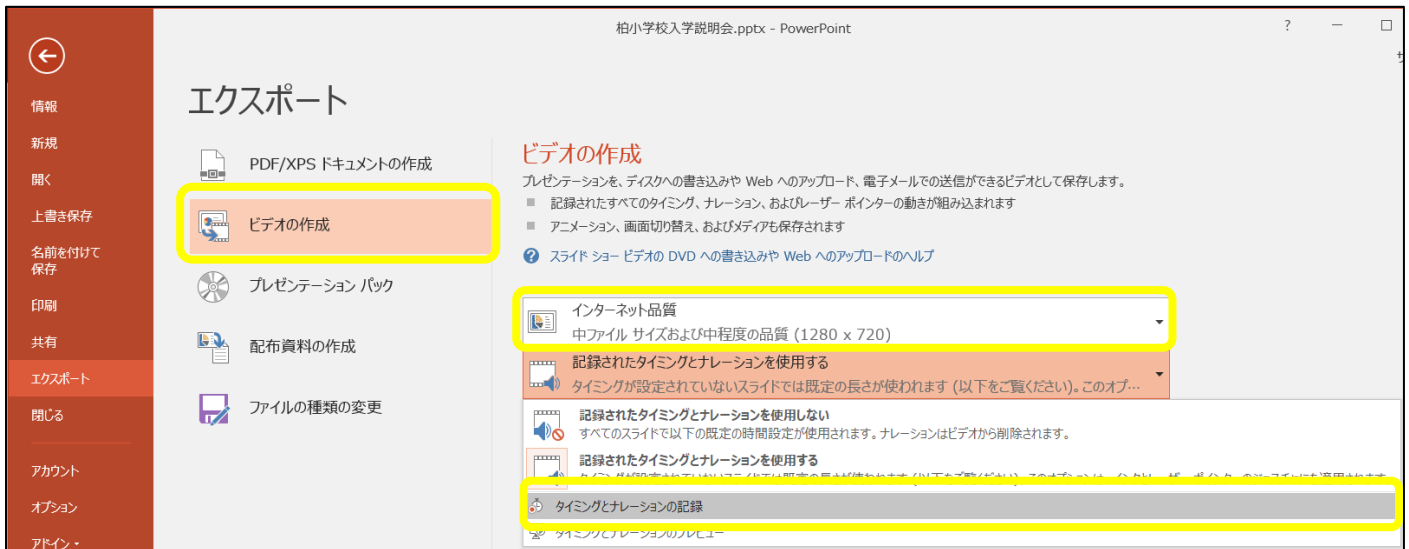 柏小学校入学説明会.pptx - PowerPoint
?
情報
新規
開く
上書き保存
名前を付けて
保存
印刷
共有
エクスポート
閉じる
アカウント
オプション
アドイン
エクスポート
PDF/XPS ドキュメントの作成
ビデオの作成
プレゼンテーション パック
配布資料の作成
ファイルの種類の変更
ビデオの作成
プレゼンテーションを、ディスクへの書き込みや Web へのアップロード、電子メールでの送信ができるビデオとして保存します。
記録されたすべてのタイミング、ナレーション、およびレーザー ポインターの動きが組み込まれます
アニメーション、画面切り替え、およびメディアも保存されます
スライド ショー ビデオの DVD への書き込みや Web へのアップロードのヘルプ
インターネット品質
中ファイル サイズおよび中程度の品質 (1280 x 720)
記録されたタイミングとナレーションを使用する
タイミングが設定されていないスライドでは既定の長さが使われます (以下をご覧ください)。このオプ…
記録されたタイミングとナレーションを使用しない
すべてのスライドで以下の既定の時間設定が使用されます。ナレーションはビデオから削除されます。
記録されたタイミングとナレーションを使用する
タイミングとナレーションの記録
タイミングとナレーションのプレビュー